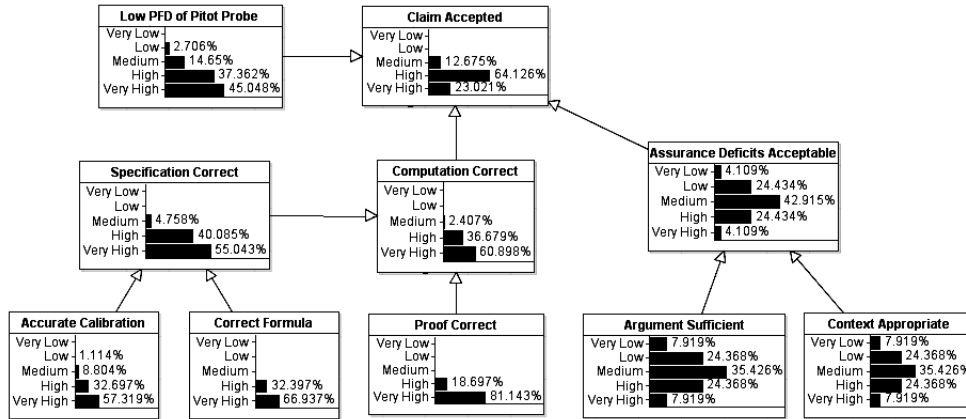 Low PFD of Pitot Probe
Very Low
Low 2.706%
Medium 14.65%
High 37.362%
Very High 45.048%
Claim Accepted
Very Low
Low
Medium 12.675%
High 64.126%
Very High 23.021%
Specification Correct
Very Low
Low
Medium 4.758%
High 40.085%
Very High 55.043%
Computation Correct
Very Low
Low
Medium 2.407%
High 36.679%
Very High 60.898%
Assurance Deficits Acceptable
Very Low 4.109%
Low 24.434%
Medium 42.915%
High 24.434%
Very High 4.109%
Accurate Calibration
Very Low
Low 1.114%
Medium 8.804%
High 32.697%
Very High 57.319%
Correct Formula
Very Low
Low
Medium
High 32.397%
Very High 66.937%
Proof Correct
Very Low
Low
Medium
High 18.697%
Very High 81.143%
Argument Sufficient
Very Low 7.919%
Low 24.368%
Medium 35.426%
High 24.368%
Very High 7.919%
Context Appropriate
Very Low 7.919%
Low 24.368%
Medium 35.426%
High 24.368%
Very High 7.919%